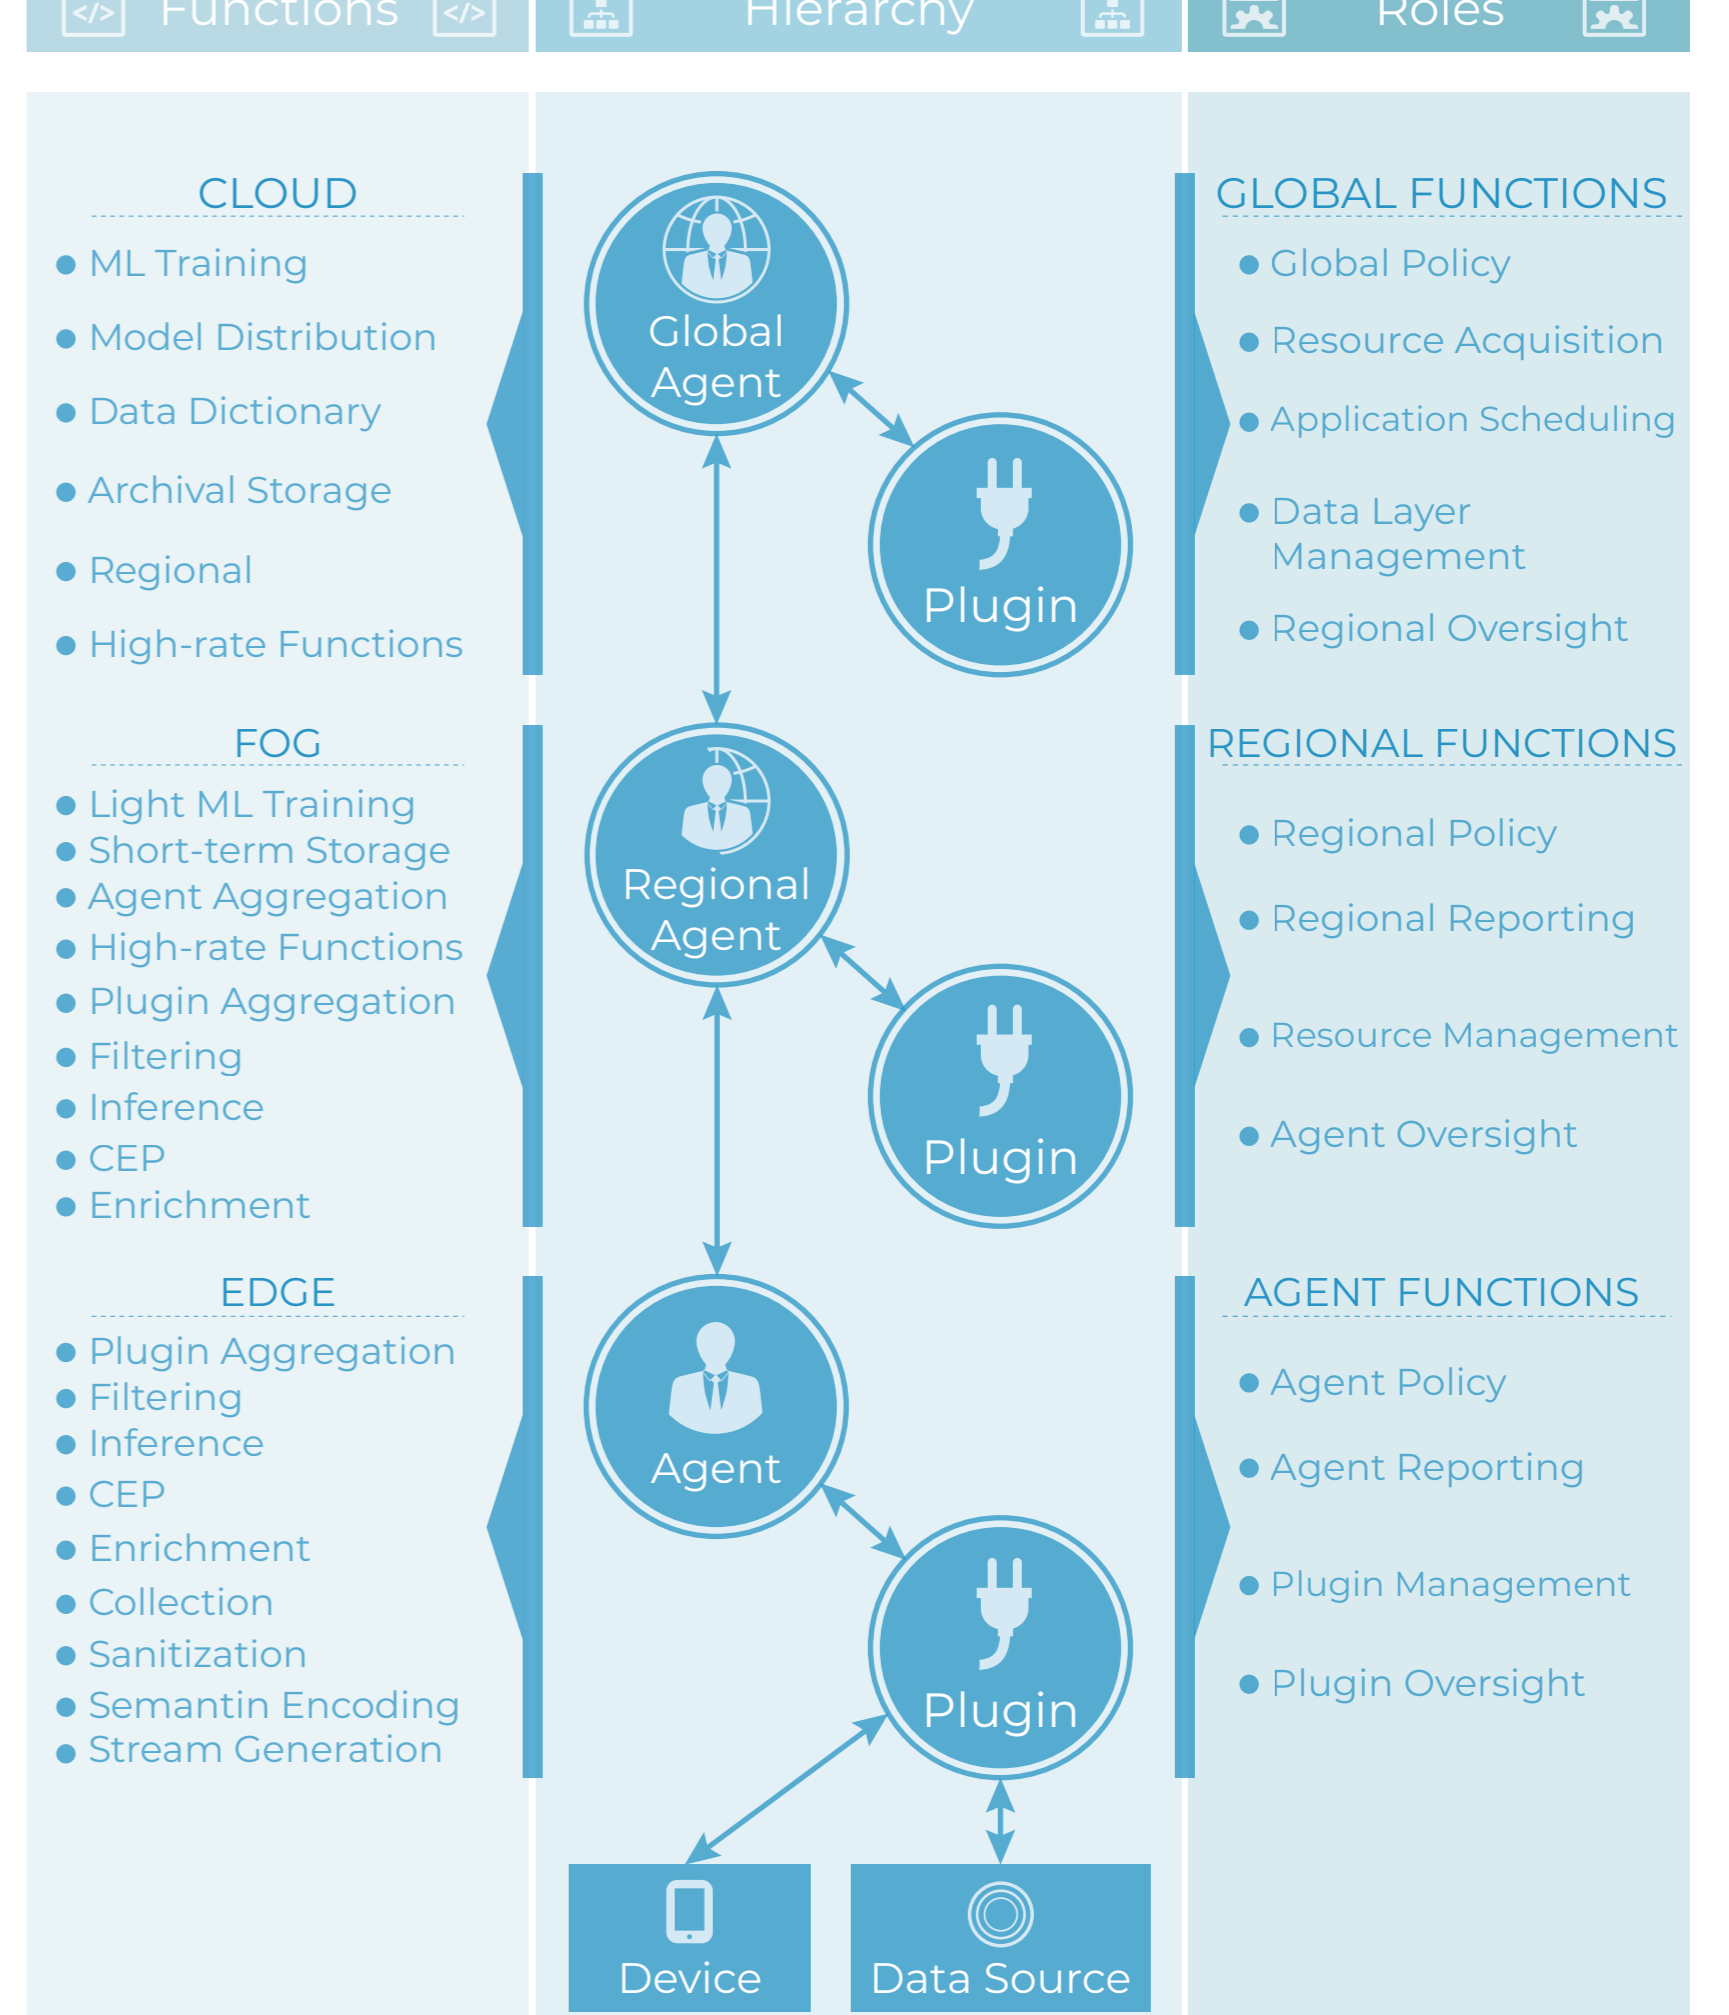 Functions
Hierarchy
Roles
CLOUD
ML Training
Model Distribution
Data Dictionary
Archival Storage
Regional
High-rate Functions
Global
Agent
Plugin
GLOBAL FUNCTIONS
Global Policy
Resource Acquisition
Application Scheduling
Data Layer
Management
Regional Oversight
FOG
Light ML Training
Short-term Storage
Agent Aggregation
High-rate Functions
Plugin Aggregation
Filtering
Inference
CEP
Enrichment
Regional
Agent
Plugin
REGIONAL FUNCTIONS
Regional Policy
Regional Reporting
Resource Management
Agent Oversight
EDGE
Plugin Aggregation
Filtering
Inference
CEP
Enrichment
Collection
Sanitization
Semantin Encoding
Stream Generation
Agent
Plugin
Device
Data Source
AGENT FUNCTIONS
Agent Policy
Agent Reporting
Plugin Management
Plugin Oversight